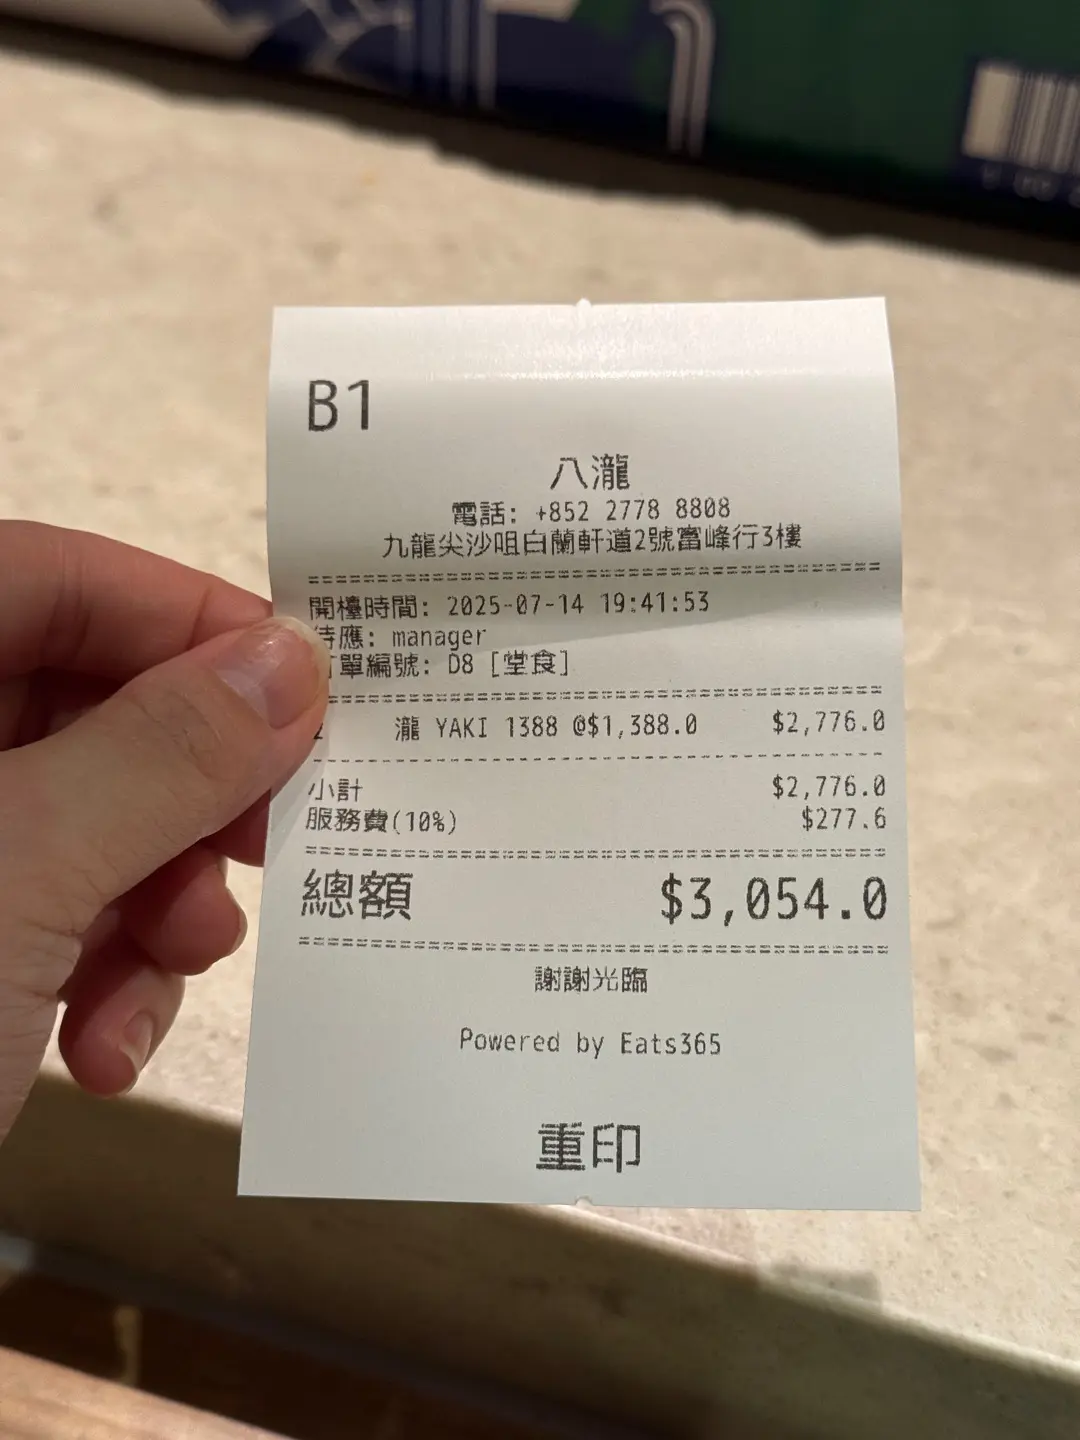 B1
八瀧
電話: +852 2778 8808
九龍尖沙咀白蘭軒道2號富峰行3樓
開檯時間: 2025-07-14 19:41:53
待應: manager
訂單編號: D8 [堂食]
2 瀧 YAKI 1388 @$1,388.0 $2,776.0
小計 $2,776.0
服務費(10%) $277.6
總額 $3,054.0
謝謝光臨
Powered by Eats365
重印